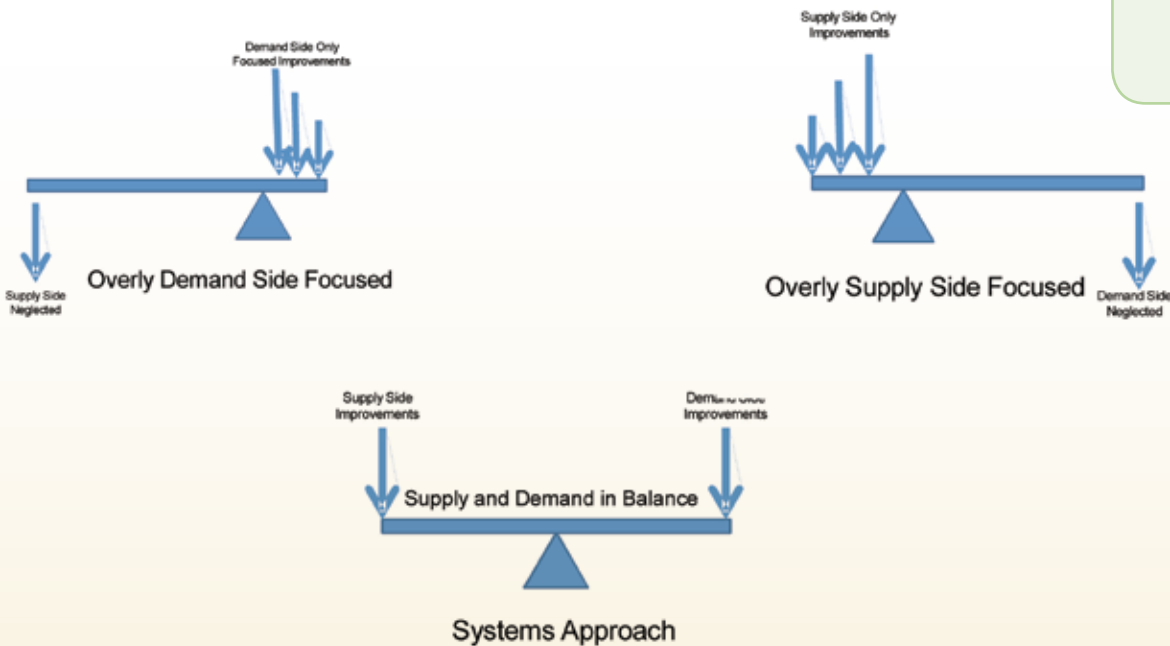 Demand Side Only
Focused Improvements
Supply Side
Neglected
Overly Demand Side Focused
Supply Side Only
Improvements
Overly Supply Side Focused
Demand Side
Neglected
Supply Side
Improvements
Improvements
Supply and Demand in Balance
Systems Approach